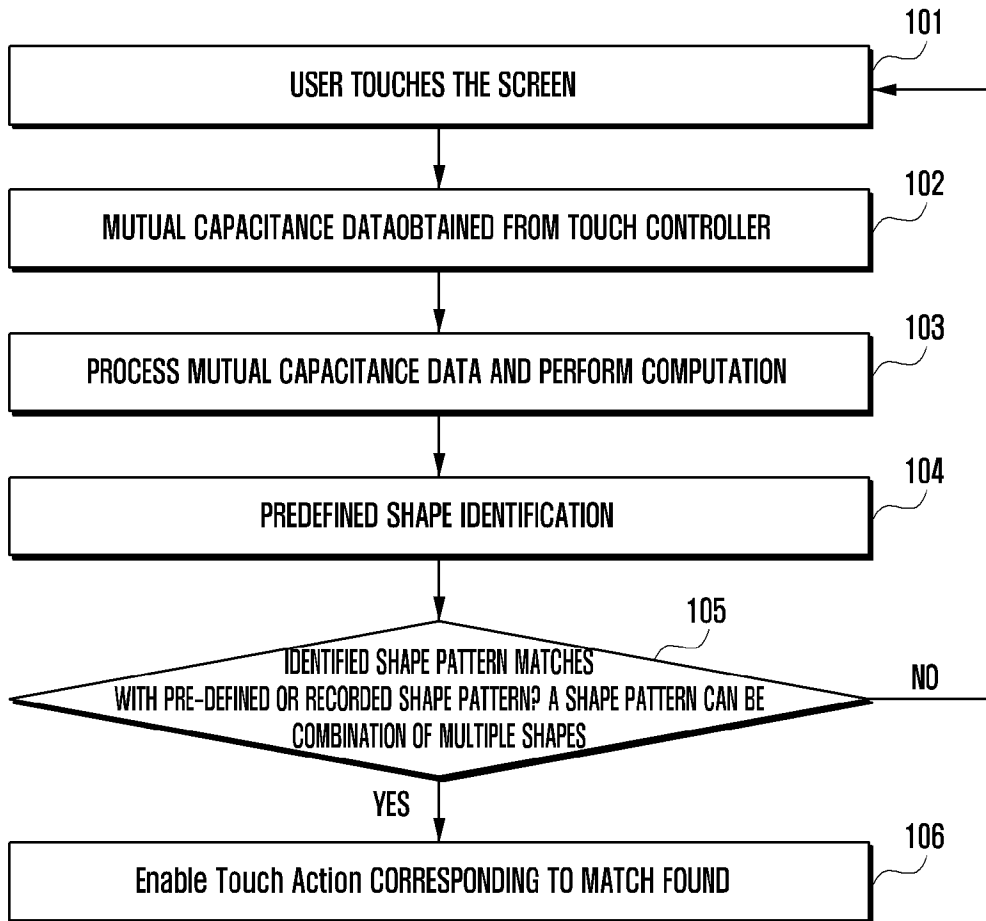 101
USER TOUCHES THE SCREEN
102
MUTUAL CAPACITANCE DATAOBTAINED FROM TOUCH CONTROLLER
103
PROCESS MUTUAL CAPACITANCE DATA AND PERFORM COMPUTATION
104
PREDEFINED SHAPE IDENTIFICATION
105
IDENTIFIED SHAPE PATTERN MATCHES
WITH PRE-DEFINED OR RECORDED SHAPE PATTERN? A SHAPE PATTERN CAN BE
COMBINATION OF MULTIPLE SHAPES
NO
YES
106
Enable Touch Action CORRESPONDING TO MATCH FOUND